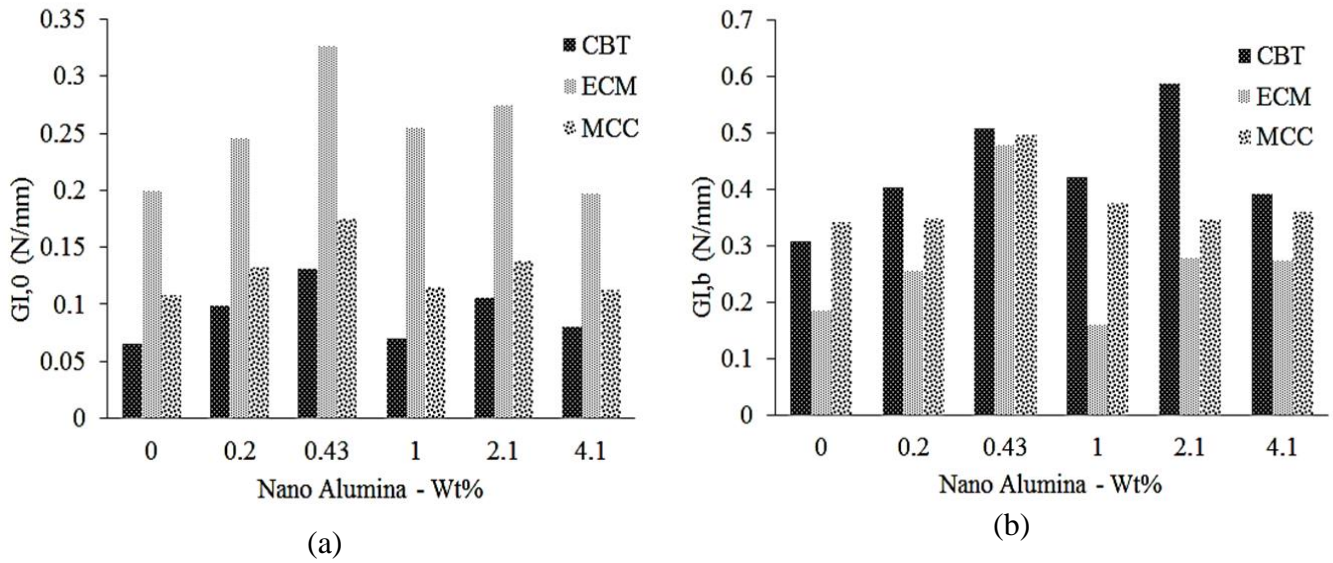 0.35
0.3
0.25
0.2
0.15
0.1
0.05
0
GI,0 (N/mm)
CBT
ECM
MCC
0 0.2 0.43 1 2.1 4.1
Nano Alumina - Wt%
(a)
0.7
0.6
0.5
0.4
0.3
0.2
0.1
0
GI,b (N/mm)
CBT
ECM
MCC
0 0.2 0.43 1 2.1 4.1
Nano Alumina - Wt%
(b)